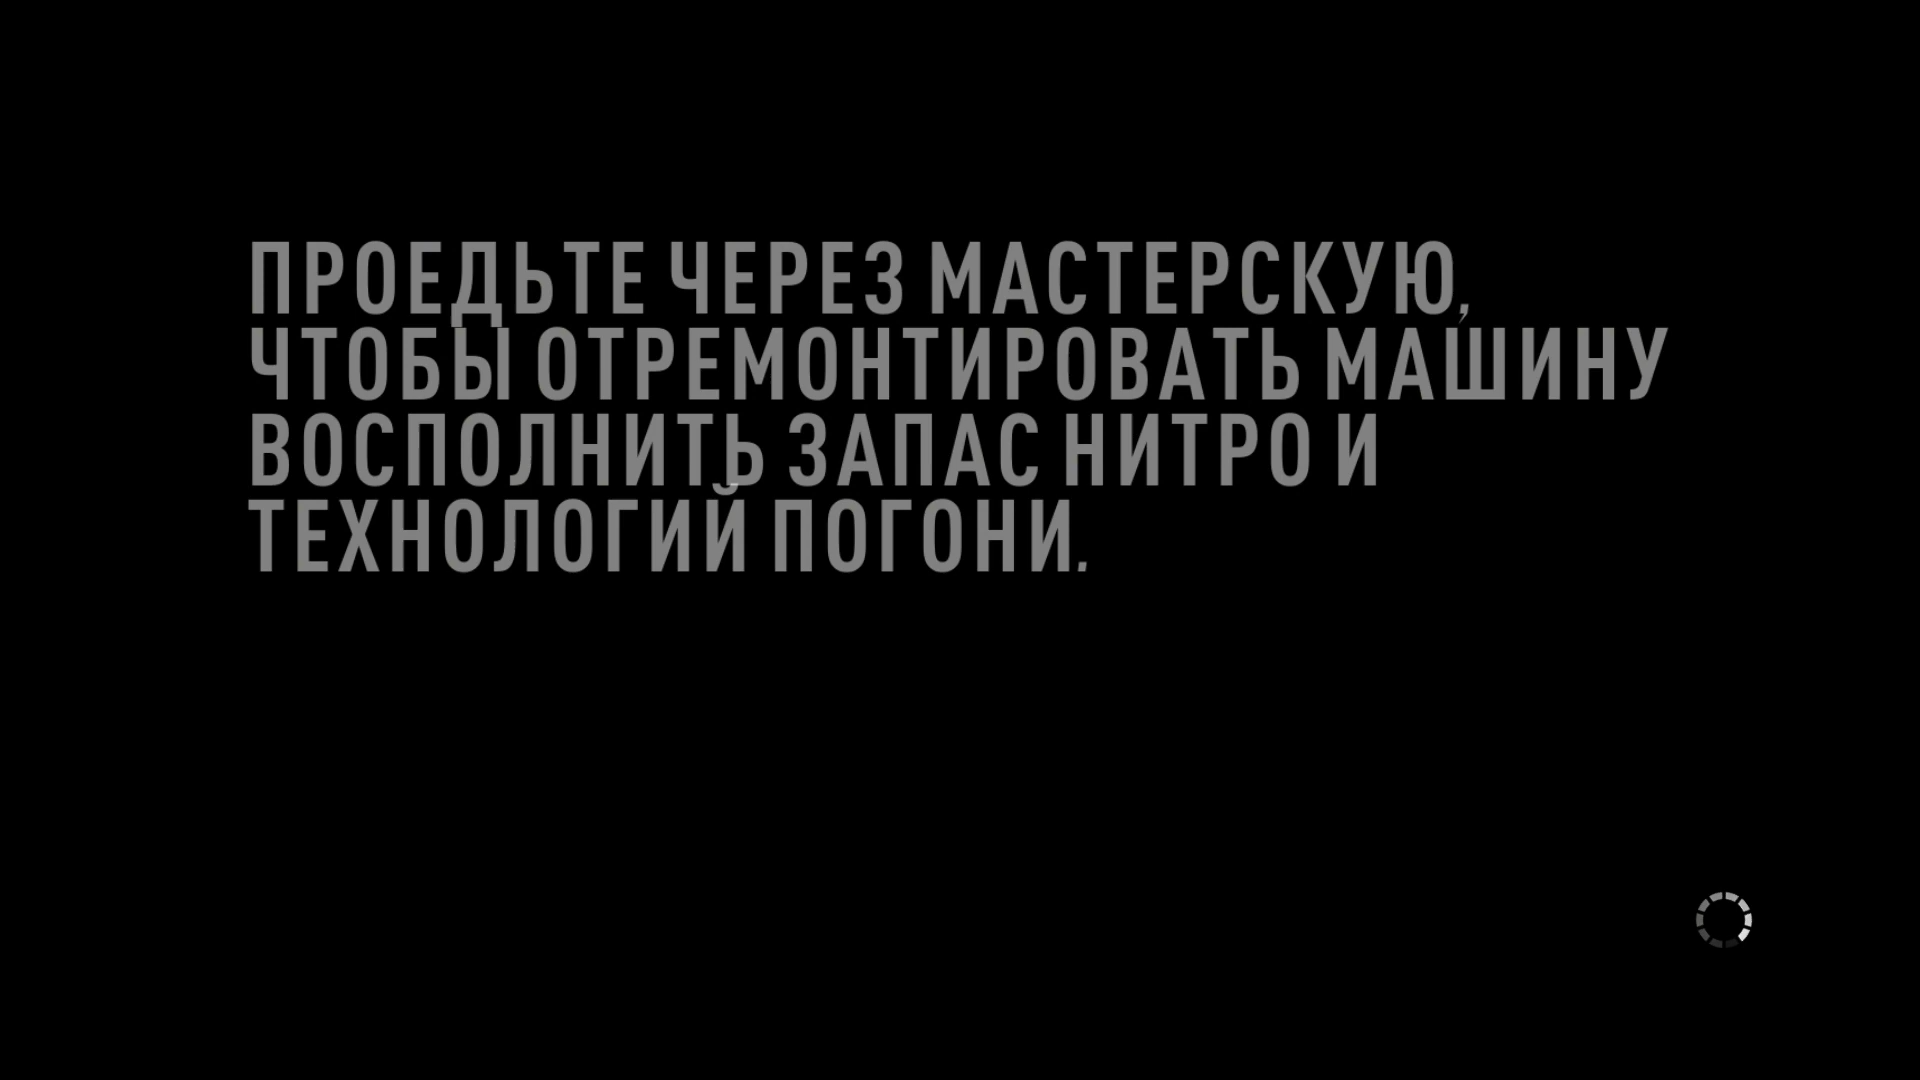 ПРОЕДЬТЕ ЧЕРЕЗ МАСТЕРСКУЮ,
ЧТОБЫ ОТРЕМОНТИРОВАТЬ МАШИНУ
ВОСПОЛНИТЬ ЗАПАС НИТРО И
ТЕХНОЛОГИЙ ПОГОНИ.